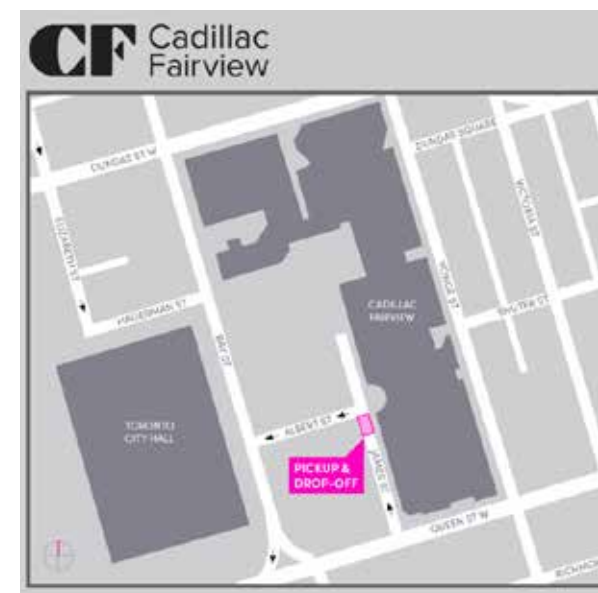 CF Cadillac
Fairview
DUNDAS ST W
DUNDAS SQUARE
ELIZABETH ST
VICTORIA ST
YONGE ST
HAGERMAN ST
CADILLAC
FAIRVIEW
SHUTER ST
BAY ST
TORONTO
CITY HALL
ALBERT ST
PICKUP &
DROP-OFF
JAMES ST
QUEEN ST W
RICHMO